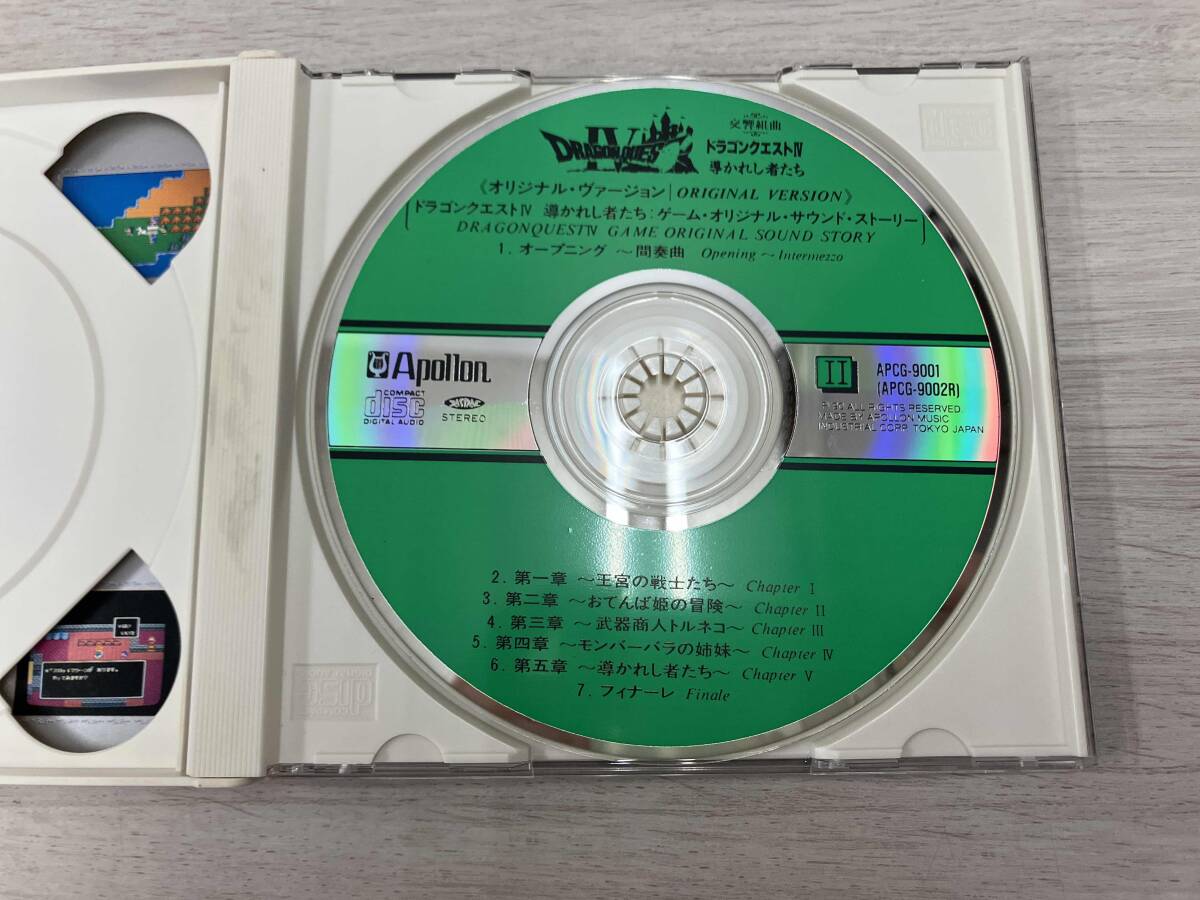 DRAGON QUEST IV
交響組曲
ドラゴンクエストⅣ
導かれし者たち
《オリジナル・ヴァージョン|ORIGINAL VERSION》
ドラゴンクエストⅣ 導かれし者たち:ゲーム・オリジナル・サウンド・ストーリー
DRAGONQUESTⅣ GAME ORIGINAL SOUND STORY
1. オープニング ~間奏曲 Opening ~ Intermezzo
Apollon
COMPACT
disc
DIGITAL AUDIO
STEREO
II
APCG-9001
(APCG-9002R)
ALL RIGHTS RESERVED.
MADE BY APOLLON MUSIC
INDUSTRIAL CORP. TOKYO JAPAN
2. 第一章 ~王宮の戦士たち~ Chapter Ⅰ
3. 第二章 ~おてんば姫の冒険~ Chapter Ⅱ
4. 第三章 ~武器商人トルネコ~ Chapter Ⅲ
5. 第四章 ~モンバーバラの姉妹~ Chapter Ⅳ
6. 第五章 ~導かれし者たち~ Chapter Ⅴ
7. フィナーレ Finale